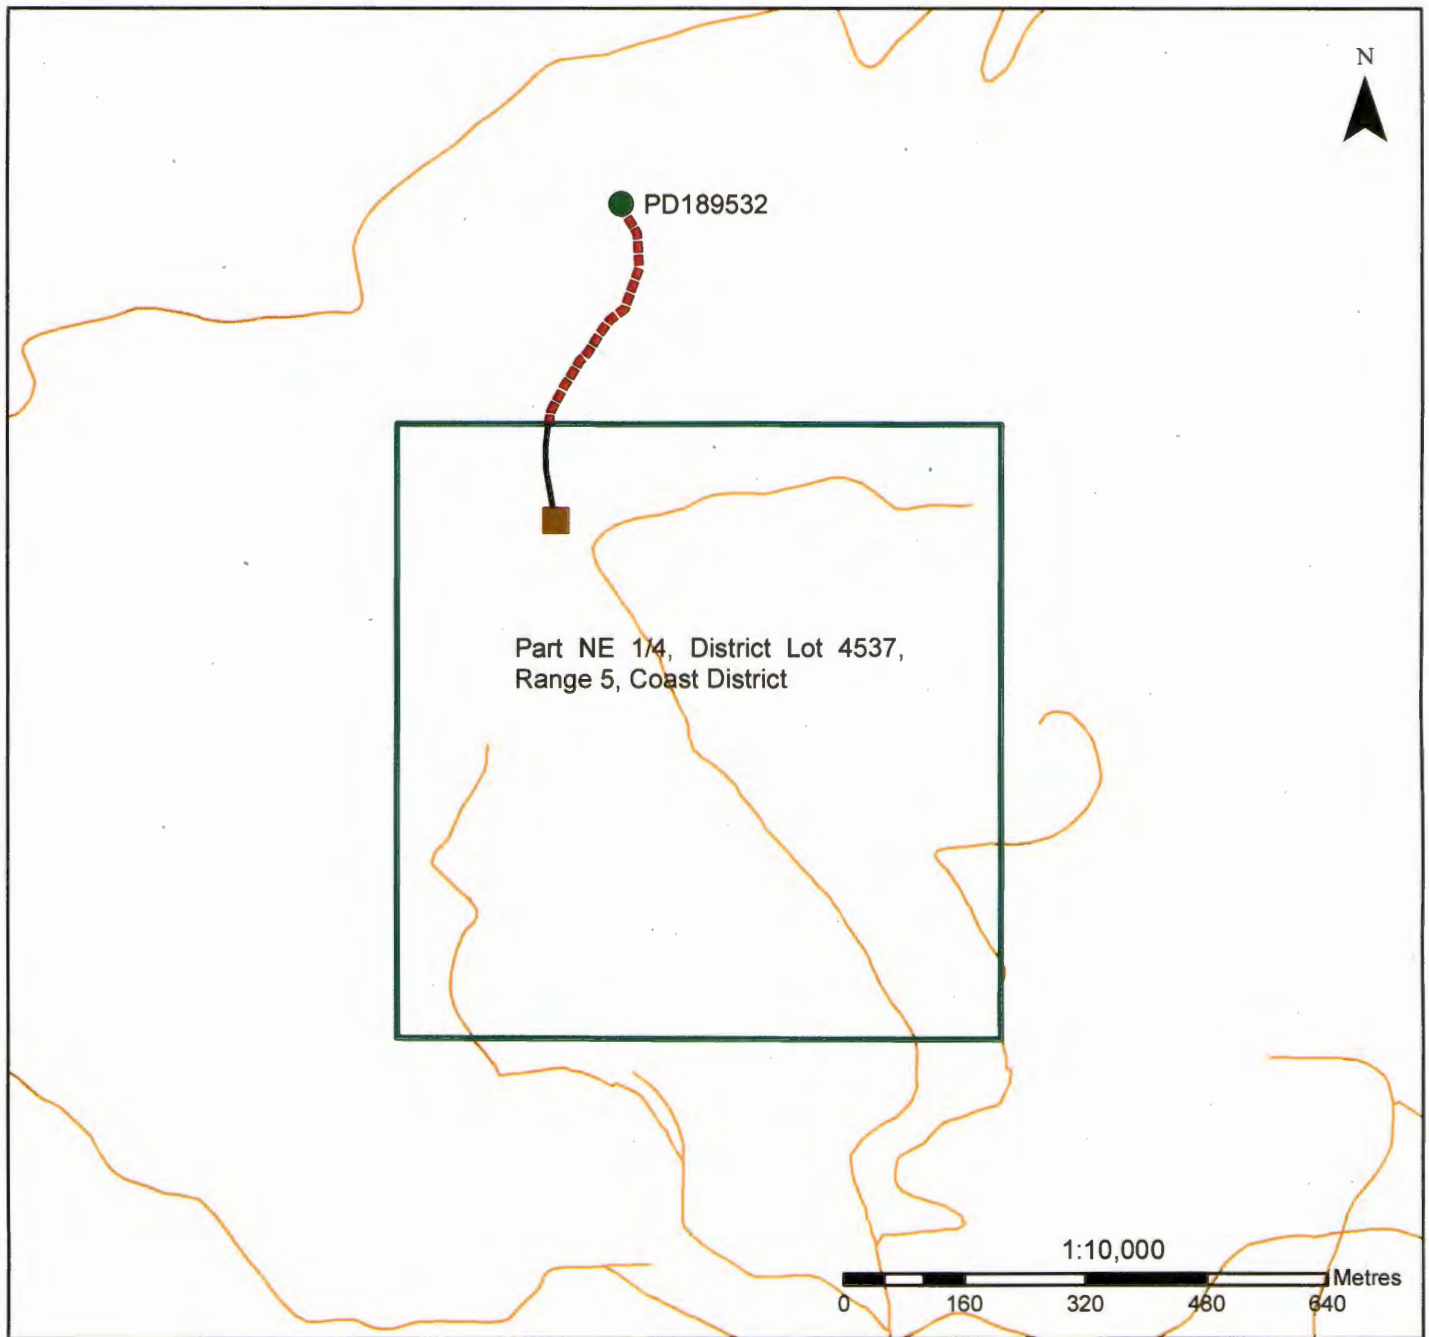 N
PD189532
Part NE 1/4, District Lot 4537,
Range 5, Coast District
1:10,000
Metres
0 160 320 480 640